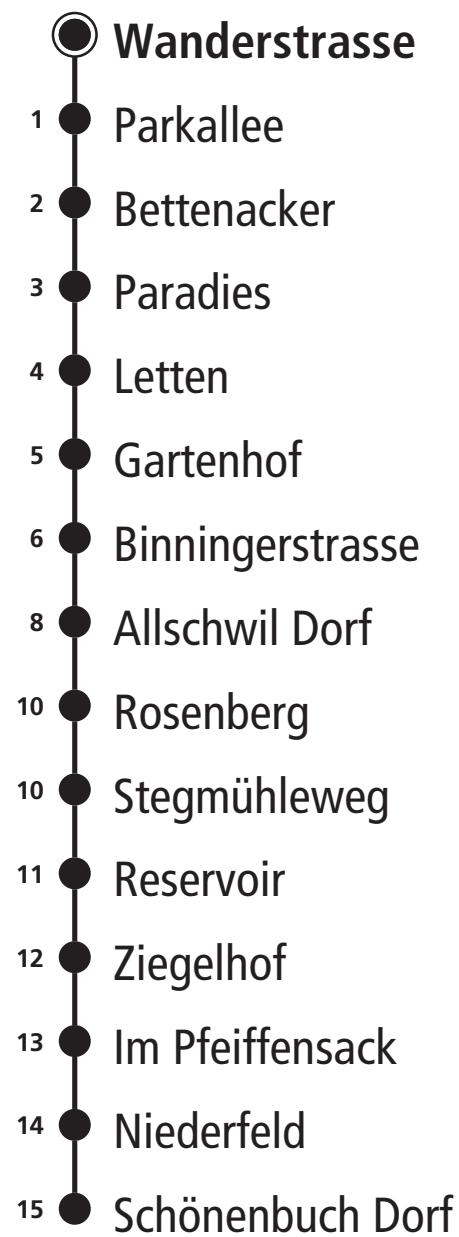 Wanderstrasse
1 Parkallee
2 Bettenacker
3 Paradies
4 Letten
5 Gartenhof
6 Binningerstrasse
8 Allschwil Dorf
10 Rosenberg
10 Stegmühleweg
11 Reservoir
12 Ziegelhof
13 Im Pfeiffensack
14 Niederfeld
15 Schönenbuch Dorf